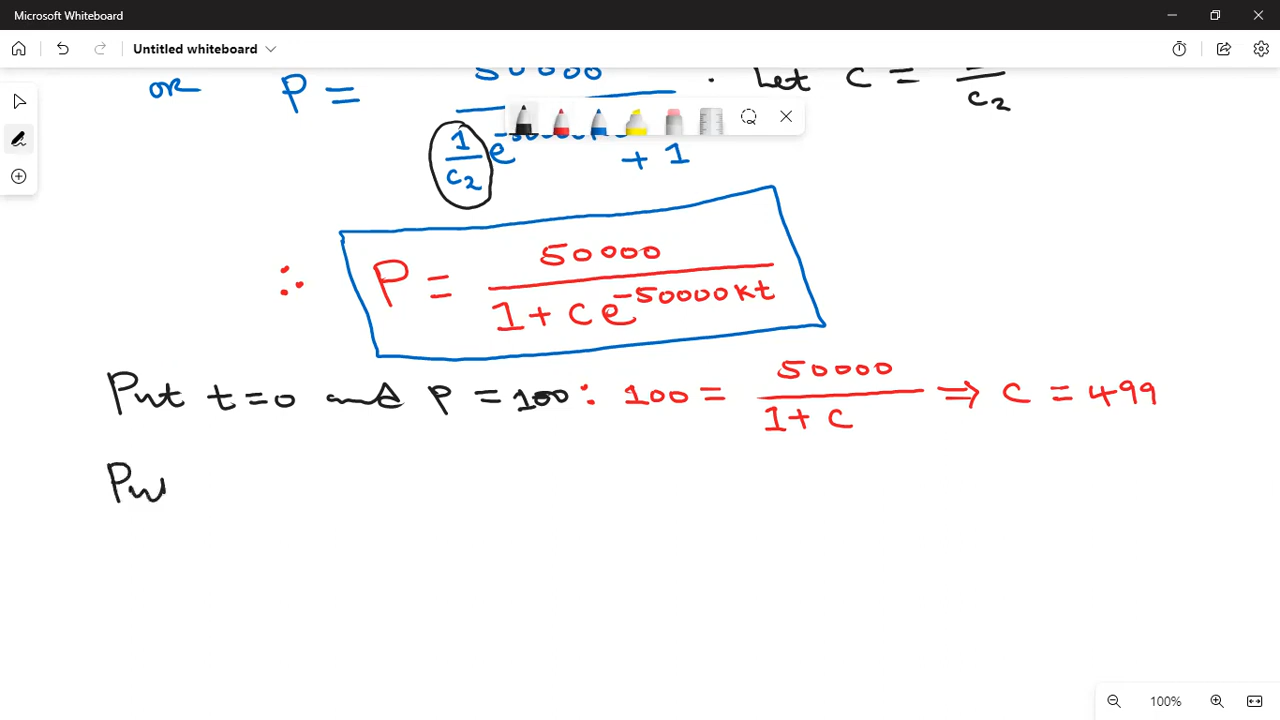 Microsoft Whiteboard
Untitled whiteboard
or P = 50000 / (1/c₂ e^-50000 + 1) . Let c = 1/c₂
∴ P = 50000 / (1 + c e^-50000kt)
Put t=0 and P = 100 : 100 = 50000 / (1 + c) ⇒ c = 499
Put
100%